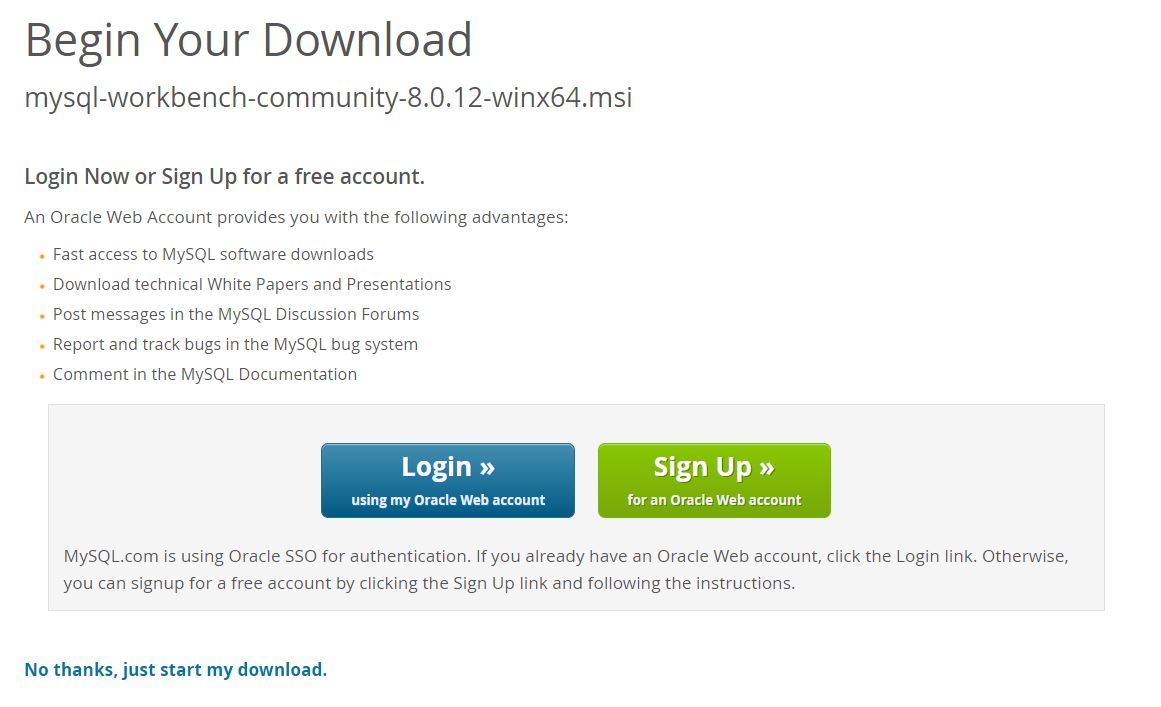 Begin Your Download
mysql-workbench-community-8.0.12-winx64.msi
Login Now or Sign Up for a free account.
An Oracle Web Account provides you with the following advantages:
Fast access to MySQL software downloads
Download technical White Papers and Presentations
Post messages in the MySQL Discussion Forums
Report and track bugs in the MySQL bug system
Comment in the MySQL Documentation
Login »
using my Oracle Web account
Sign Up »
for an Oracle Web account
MySQL.com is using Oracle SSO for authentication. If you already have an Oracle Web account, click the Login link. Otherwise,
you can signup for a free account by clicking the Sign Up link and following the instructions.
No thanks, just start my download.